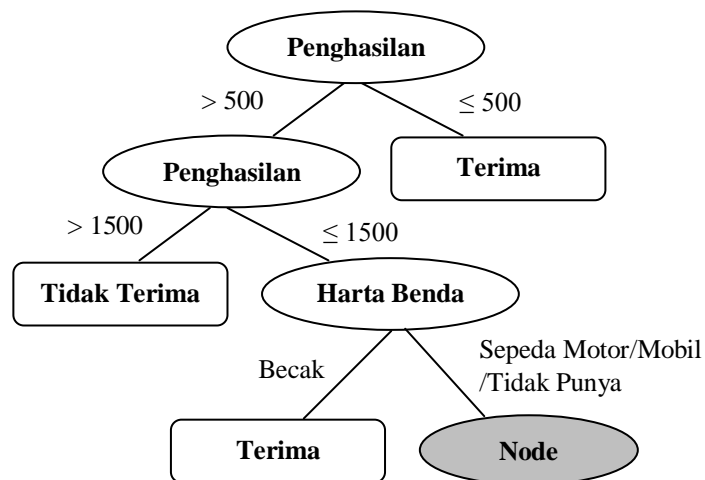 Penghasilan
> 500
≤ 500
Penghasilan
Terima
> 1500
≤ 1500
Tidak Terima
Harta Benda
Becak
Sepeda Motor/Mobil
/Tidak Punya
Terima
Node